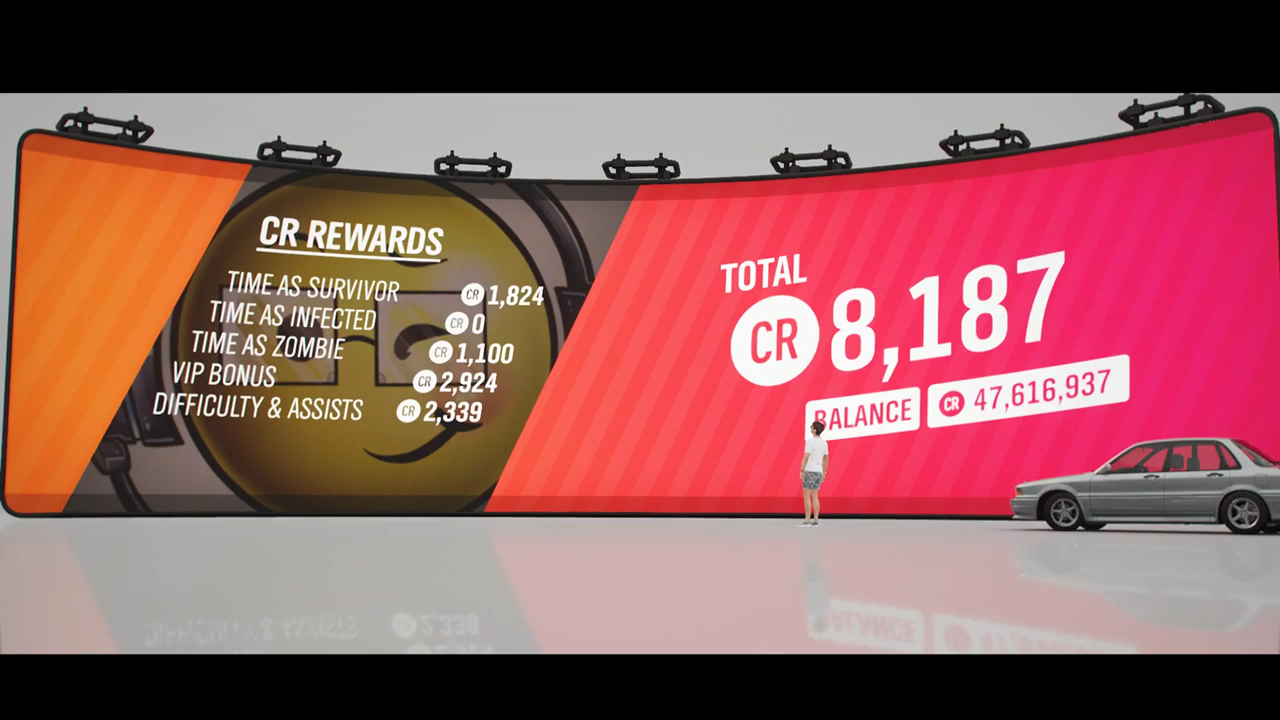 CR REWARDS
TIME AS SURVIVOR CR 1,824
TIME AS INFECTED CR 0
TIME AS ZOMBIE CR 1,100
VIP BONUS CR 2,924
DIFFICULTY & ASSISTS CR 2,339
TOTAL
CR 8,187
BALANCE CR 47,616,937